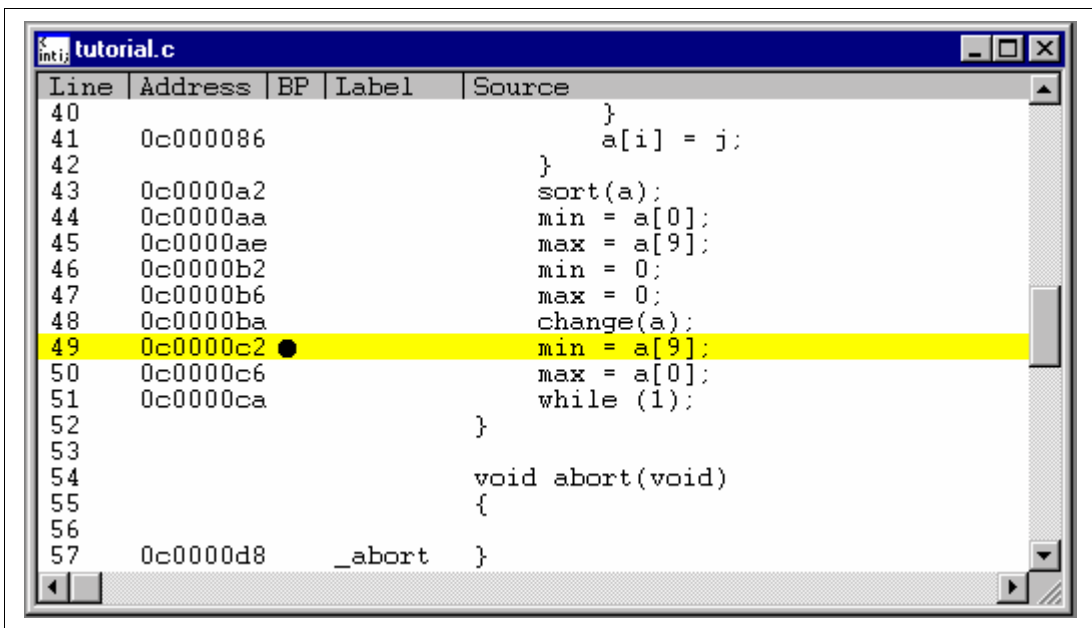 tutorial.c
Line Address BP Label Source
40 }
41 0c000086 a[i] = j;
42 }
43 0c0000a2 sort(a);
44 0c0000aa min = a[0];
45 0c0000ae max = a[9];
46 0c0000b2 min = 0;
47 0c0000b6 max = 0;
48 0c0000ba change(a);
49 0c0000c2 ● min = a[9];
50 0c0000c6 max = a[0];
51 0c0000ca while (1);
52 }
53
54 void abort(void)
55 {
56
57 0c0000d8 _abort }